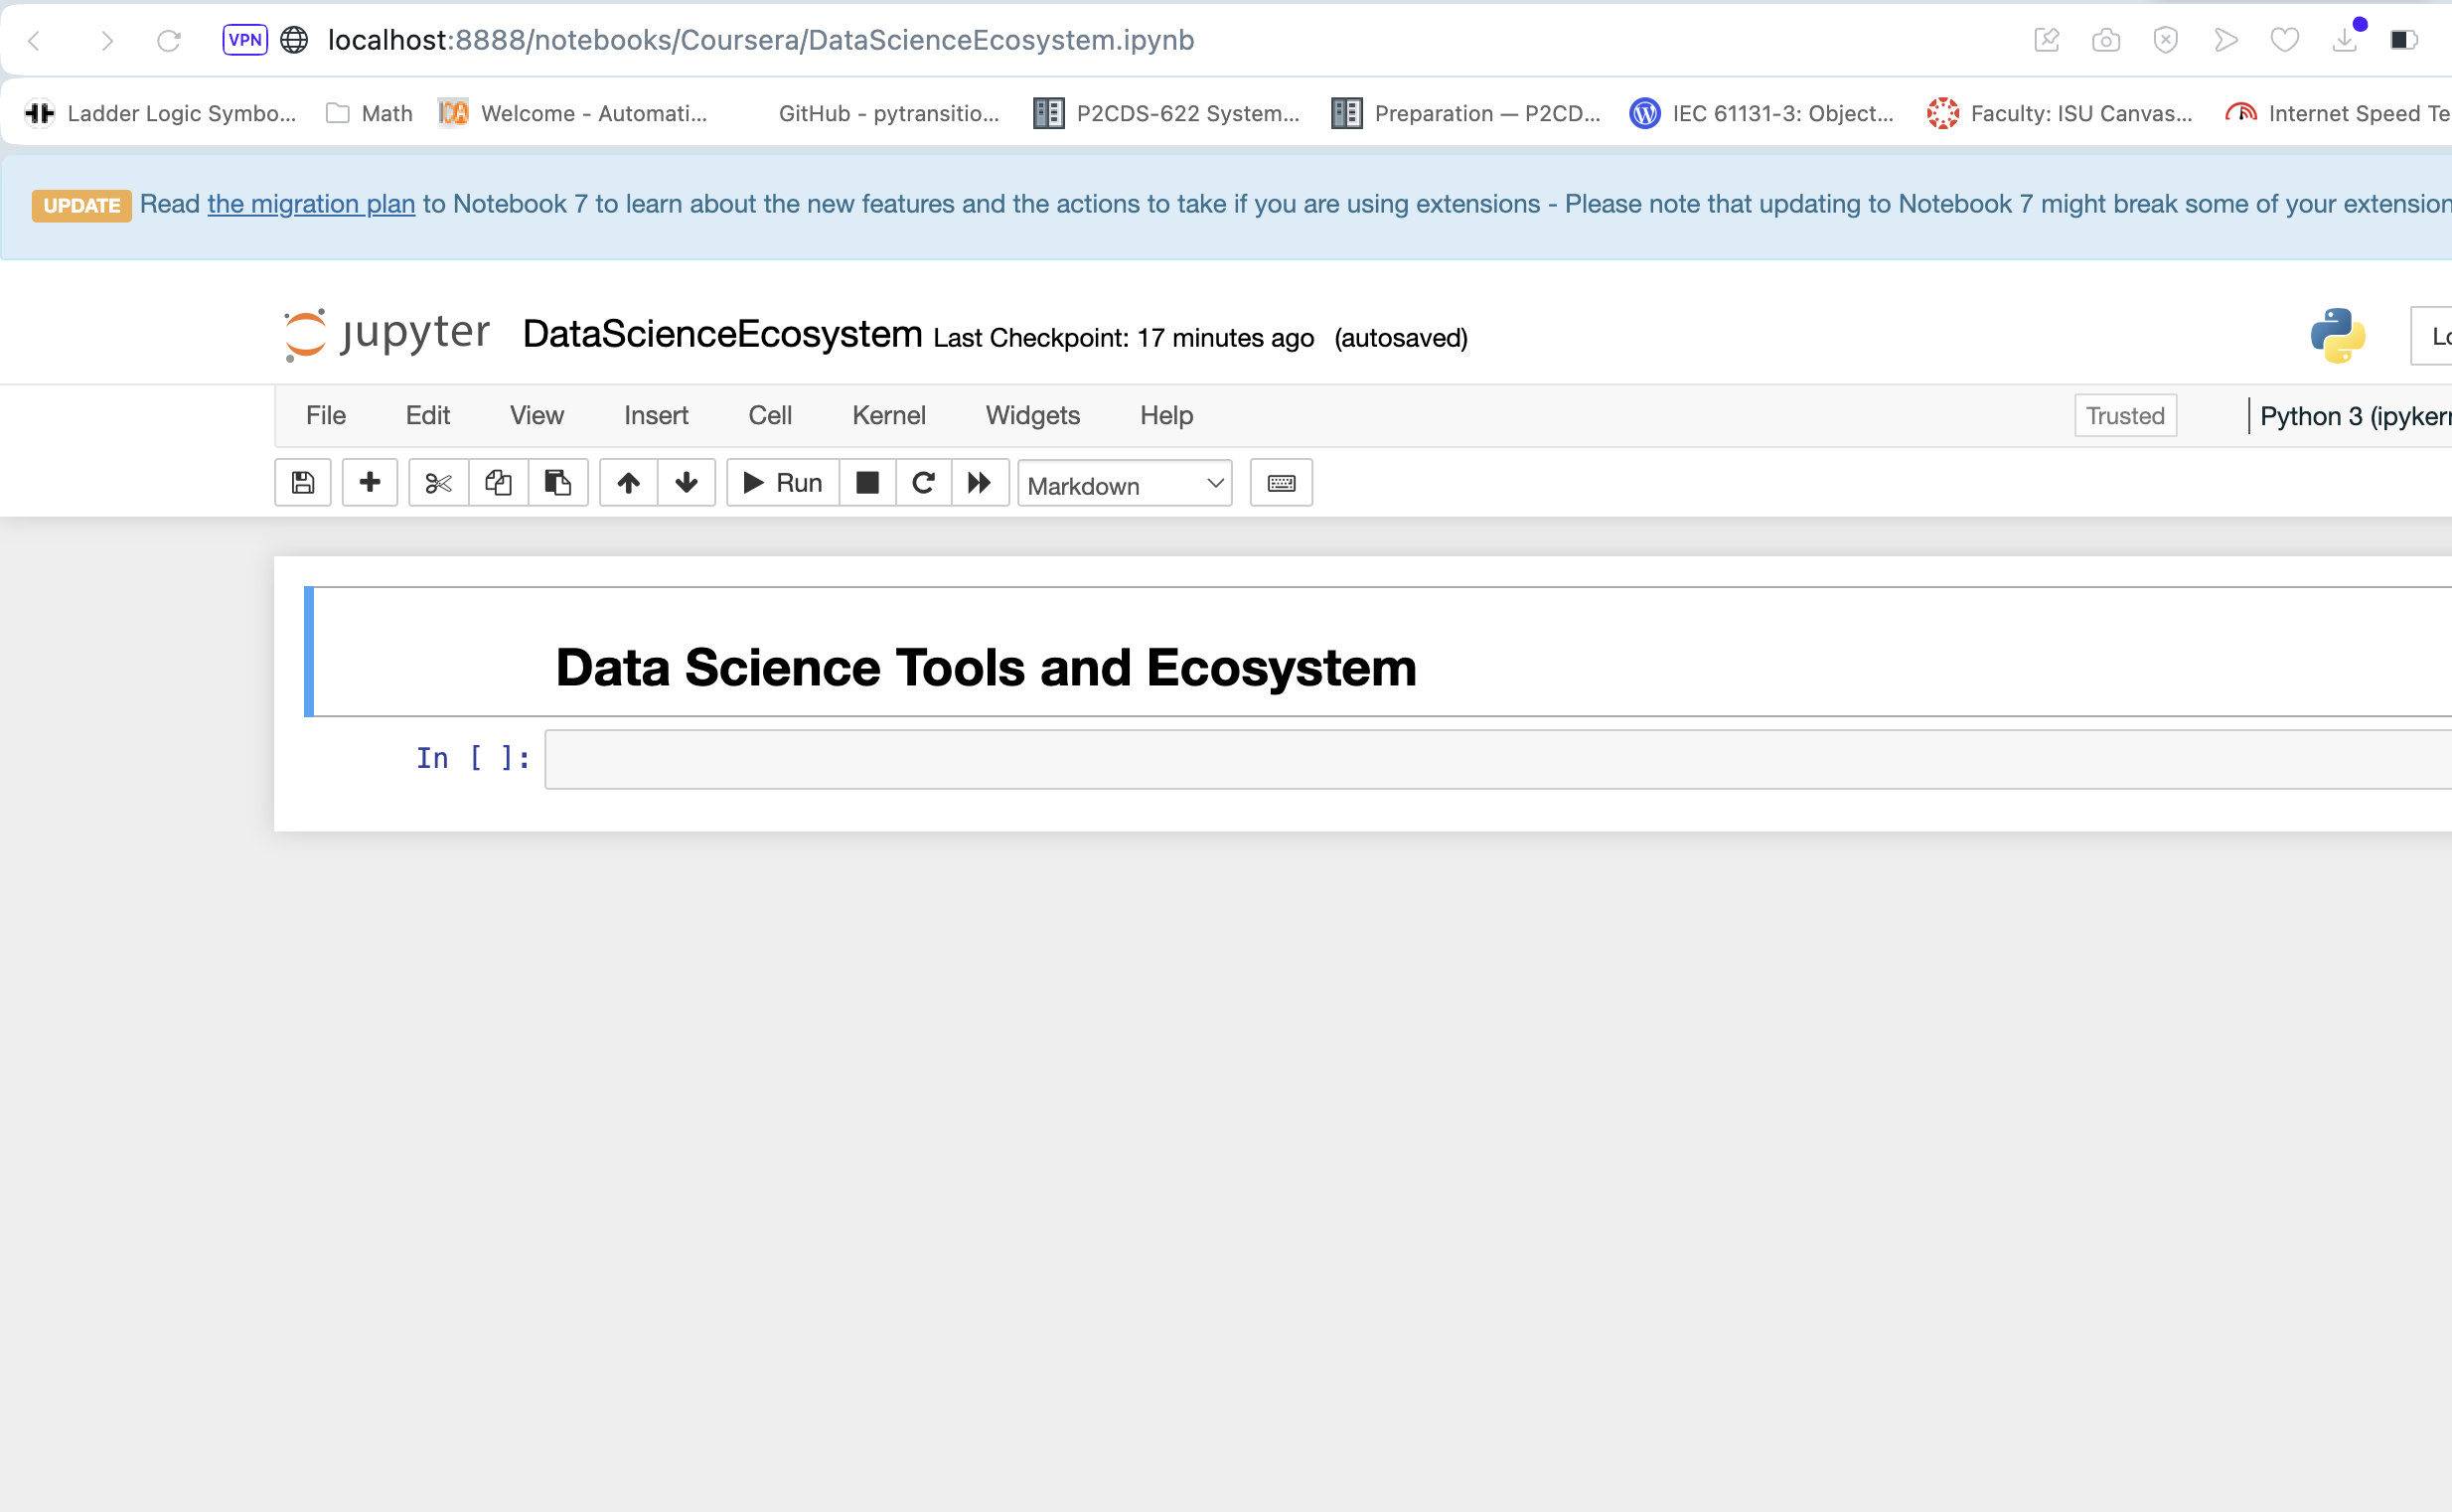 VPN localhost:8888/notebooks/Coursera/DataScienceEcosystem.ipynb
Ladder Logic Symbo... Math Welcome - Automati... GitHub - pytransitio... P2CDS-622 System... Preparation — P2CD... IEC 61131-3: Object... Faculty: ISU Canvas... Internet Speed Te
UPDATE Read the migration plan to Notebook 7 to learn about the new features and the actions to take if you are using extensions - Please note that updating to Notebook 7 might break some of your extension
jupyter DataScienceEcosystem Last Checkpoint: 17 minutes ago (autosaved) Lo
File Edit View Insert Cell Kernel Widgets Help Trusted Python 3 (ipykern
Run Markdown
Data Science Tools and Ecosystem
In [ ]: